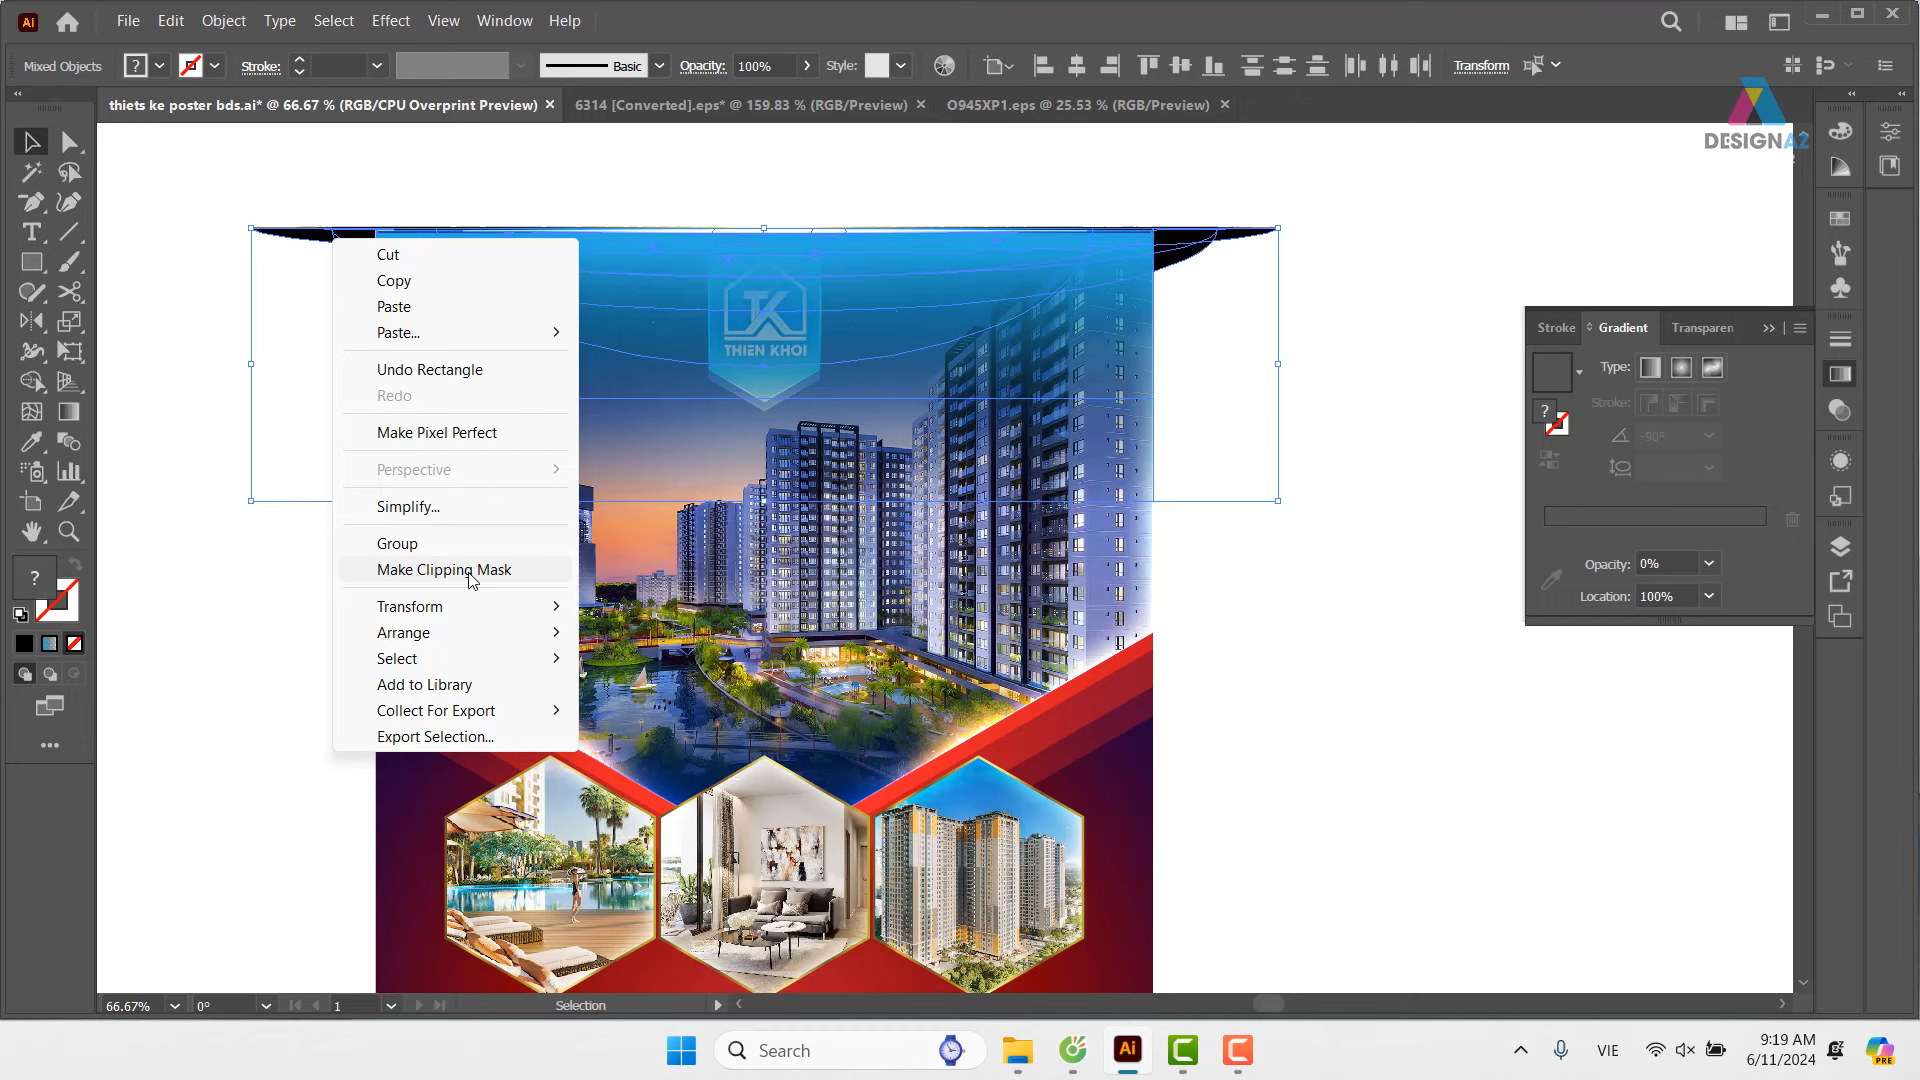 Ai File Edit Object Type Select Effect View Window Help
Mixed Objects ? Stroke: Basic Opacity: 100% Style: Transform
thiets ke poster bds.ai* @ 66.67 % (RGB/CPU Overprint Preview) × 6314 [Converted].eps* @ 159.83 % (RGB/Preview) × O945XP1.eps @ 25.53 % (RGB/Preview) ×
DESIGNA2
Cut
Copy
Paste
Paste...
Undo Rectangle
Redo
Make Pixel Perfect
Perspective
Simplify...
Group
Make Clipping Mask
Transform
Arrange
Select
Add to Library
Collect For Export
Export Selection...
TK
THIEN KHOI
Stroke Gradient Transparen
Type:
Stroke:
?
-90°
Opacity: 0%
Location: 100%
?
66.67% 0° 1 Selection
Search
Ai
VIE
9:19 AM
6/11/2024
PRE